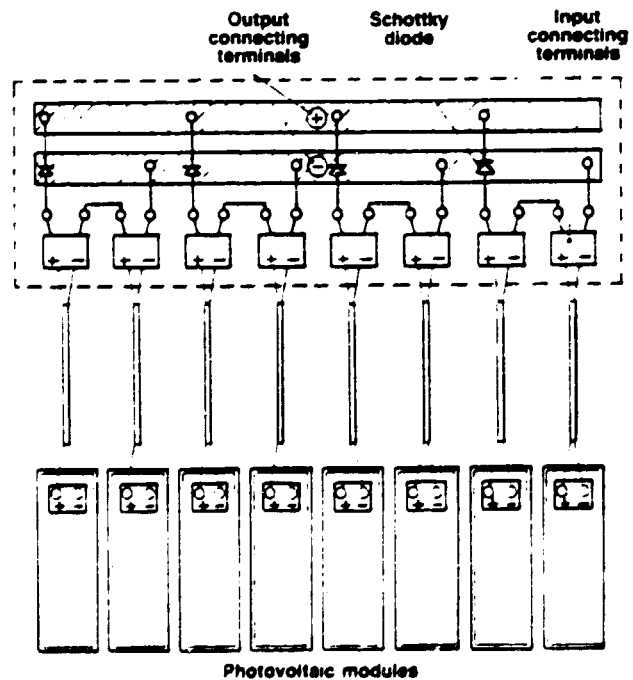 Output
connecting
terminals
Schottky
diode
Input
connecting
terminals
+
−
+ − + − + − + − + − + − + − + −
+ − + − + − + − + − + − + − + −
Photovoltaic modules